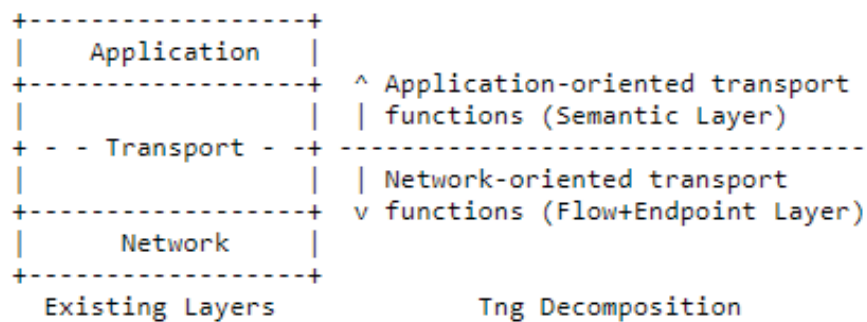 +------------------+
|    Application   |
+------------------+  ^ Application-oriented transport
|                  |  | functions (Semantic Layer)
+ - - Transport - -+ ----------------------------------
|                  |  | Network-oriented transport
+------------------+  v functions (Flow+Endpoint Layer)
|      Network     |
+------------------+
  Existing Layers             Tng Decomposition